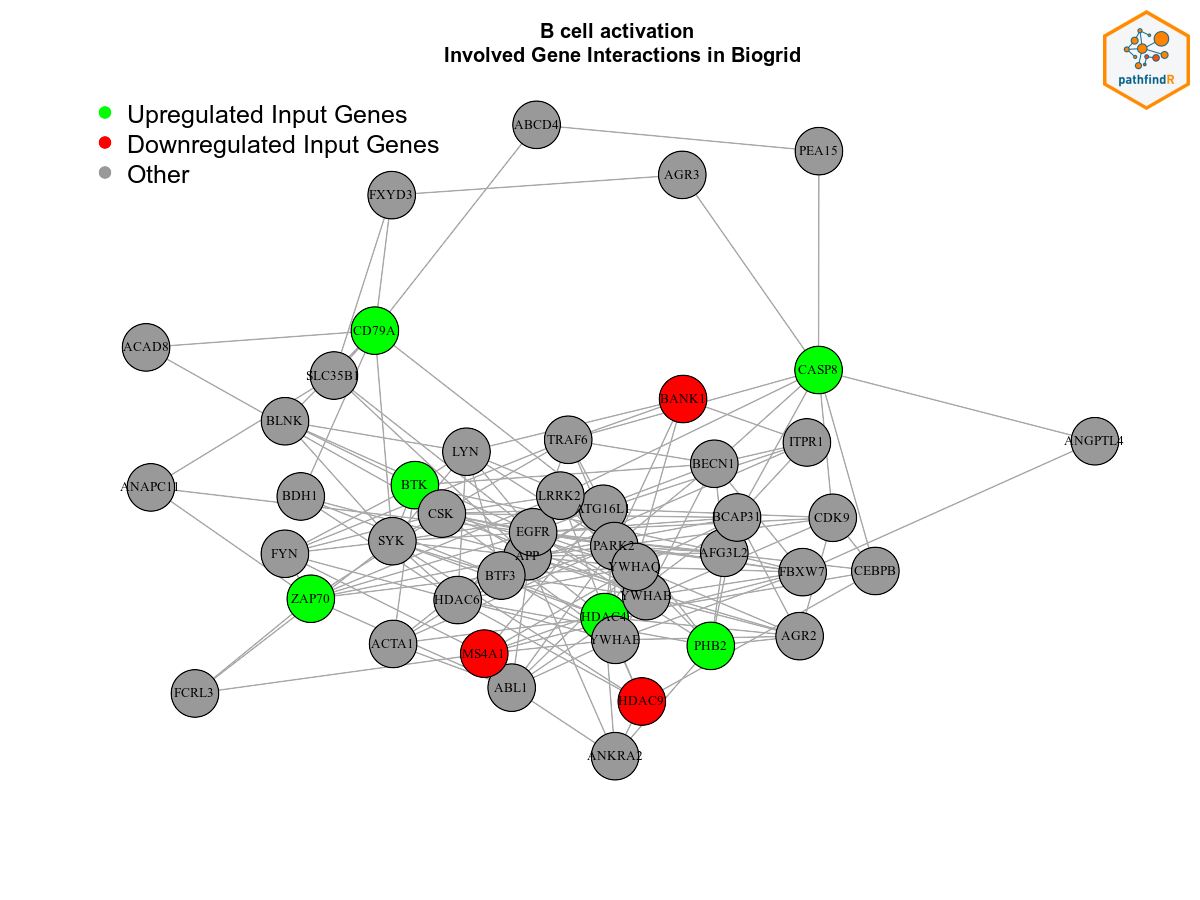 B cell activation
Involved Gene Interactions in Biogrid
pathfindR
Upregulated Input Genes
Downregulated Input Genes
Other
ABCD4
PEA15
AGR3
FXYD3
CD79A
ACAD8
SLC35B1
CASP8
BANK1
BLNK
TRAF6
ITPR1
ANGPTL4
LYN
BECN1
BTK
ANAPC11
BDH1
LRRK2
ATG16L1
CSK
BCAP31
CDK9
EGFR
SYK
PARK2
FYN
APP
AFG3L2
YWHAQ
BTF3
FBXW7
CEBPB
ZAP70
HDAC6
YWHAB
HDAC4
ACTA1
YWHAE
PHB2
AGR2
MS4A1
FCRL3
ABL1
HDAC9
ANKRA2